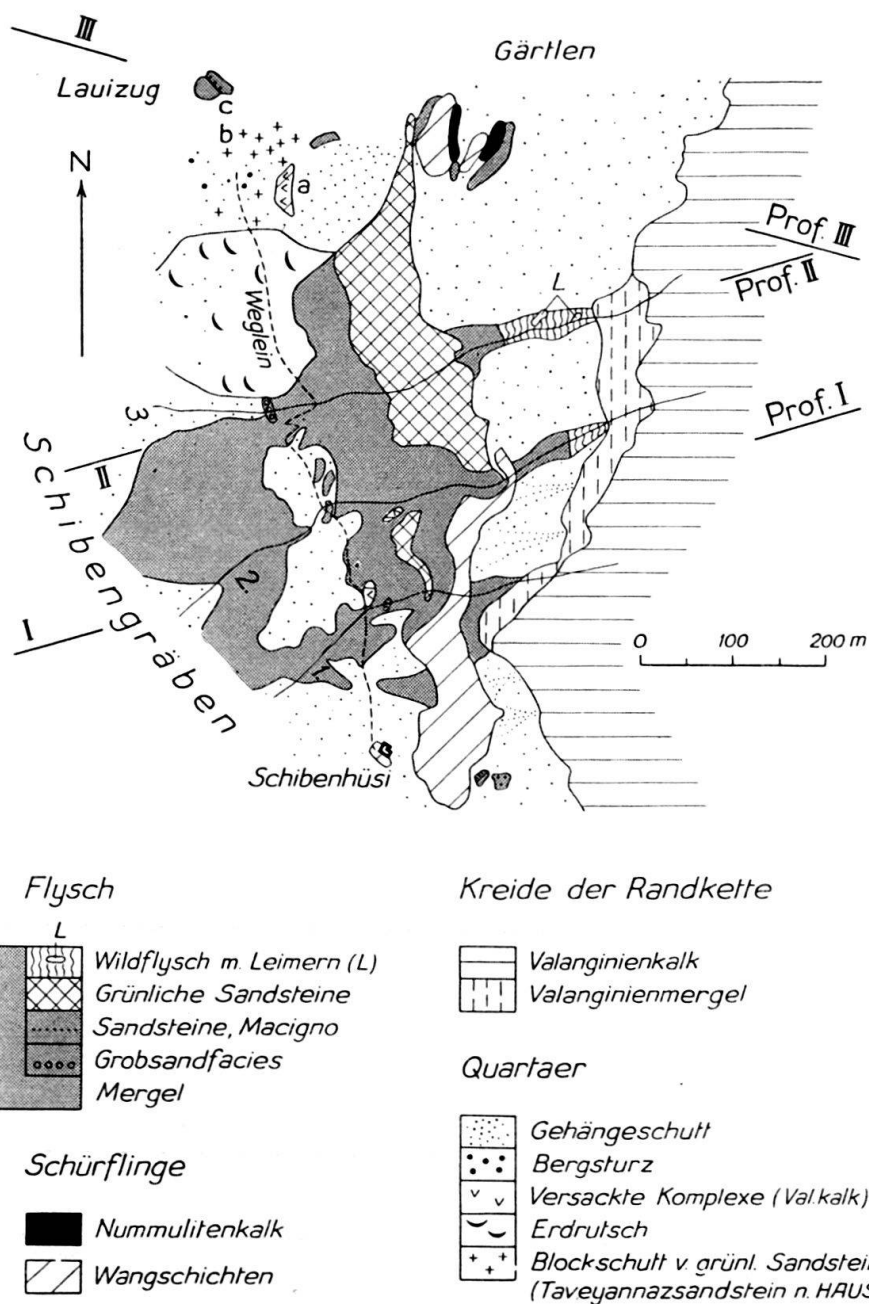 III
Gärtlen
Lauizug
c
b
N
a
Prof. III
Prof. II
L
Weglein
Prof. I
3.
II
Schibengräben
2.
I
0 100 200 m
1.
Schibenhüsi
Flysch
L
Wildflysch m. Leimern (L)
Grünliche Sandsteine
Sandsteine, Macigno
Grobsandfacies
Mergel
Schürflinge
Nummulitenkalk
Wangschichten
Kreide der Randkette
Valanginienkalk
Valanginienmergel
Quartaer
Gehängeschutt
Bergsturz
Versackte Komplexe (Val.kalk)
Erdrutsch
Blockschutt v. grünl. Sandstein
(Taveyannazsandstein n. HAUS